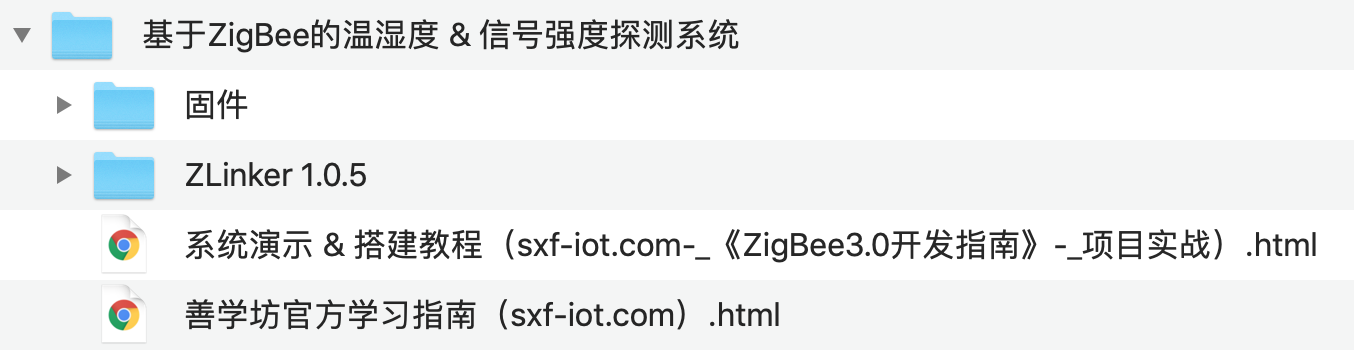 基于ZigBee的温湿度 & 信号强度探测系统
固件
ZLinker 1.0.5
系统演示 & 搭建教程（sxf-iot.com-_《ZigBee3.0开发指南》-_项目实战）.html
善学坊官方学习指南（sxf-iot.com）.html